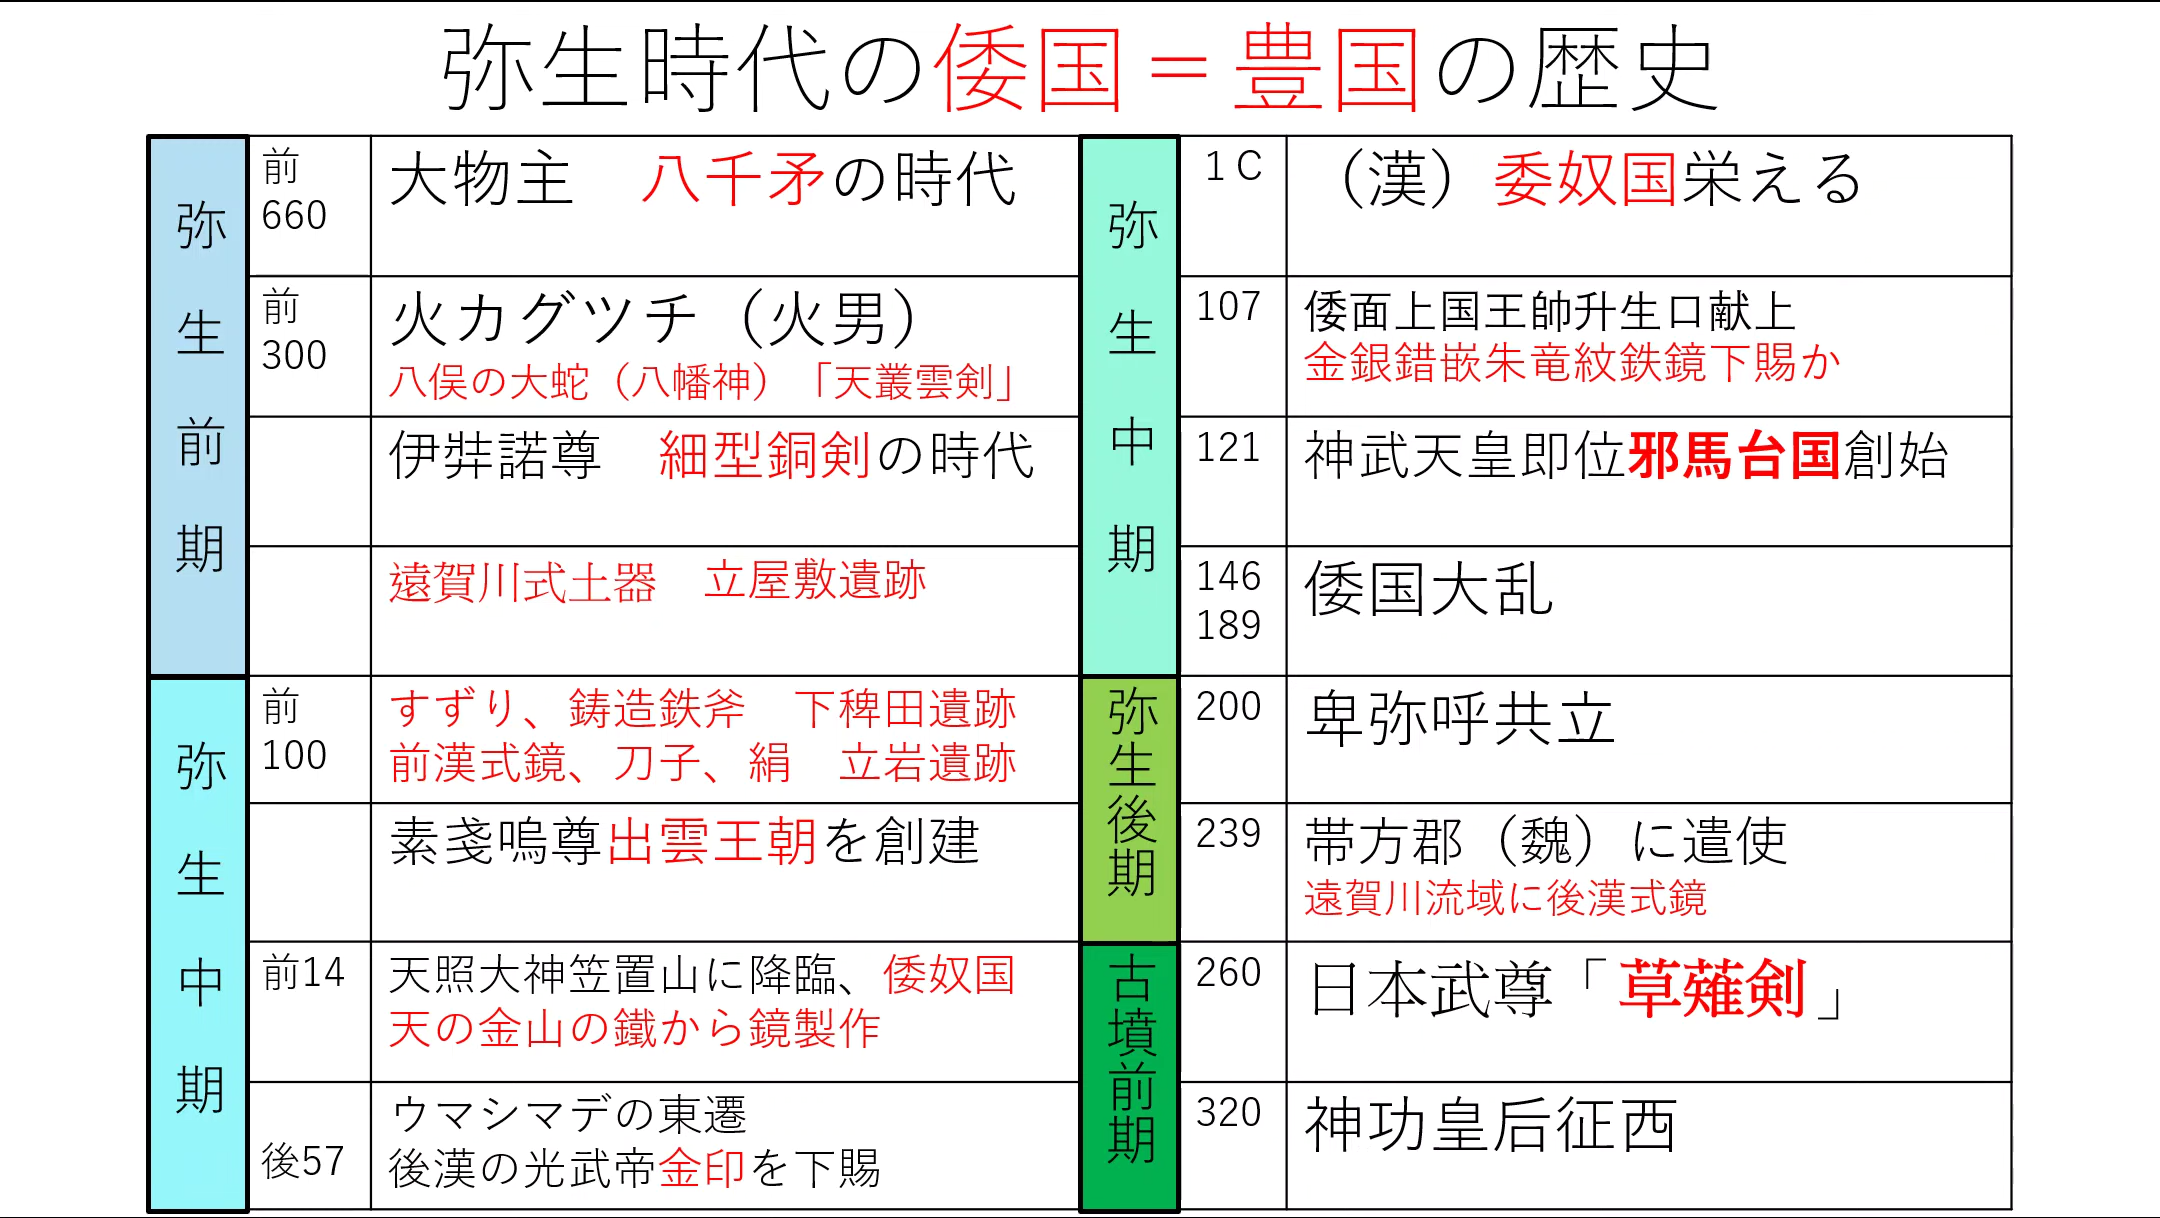 弥生時代の倭国＝豊国の歴史
弥生前期
前
660
大物主　八千矛の時代
前
300
火カグツチ（火男）
八俣の大蛇（八幡神）「天叢雲剣」
伊弉諾尊　細型銅剣の時代
遠賀川式土器　立屋敷遺跡
弥生中期
前
100
すずり、鋳造鉄斧　下稗田遺跡
前漢式鏡、刀子、絹　立岩遺跡
素戔嗚尊出雲王朝を創建
前14
天照大神笠置山に降臨、倭奴国
天の金山の鐵から鏡製作
後57
ウマシマデの東遷
後漢の光武帝金印を下賜
弥生中期
１C
（漢）委奴国栄える
107
倭面上国王帥升生口献上
金銀錯嵌朱竜紋鉄鏡下賜か
121
神武天皇即位邪馬台国創始
146
189
倭国大乱
弥生後期
200
卑弥呼共立
239
帯方郡（魏）に遣使
遠賀川流域に後漢式鏡
古墳前期
260
日本武尊「草薙剣」
320
神功皇后征西